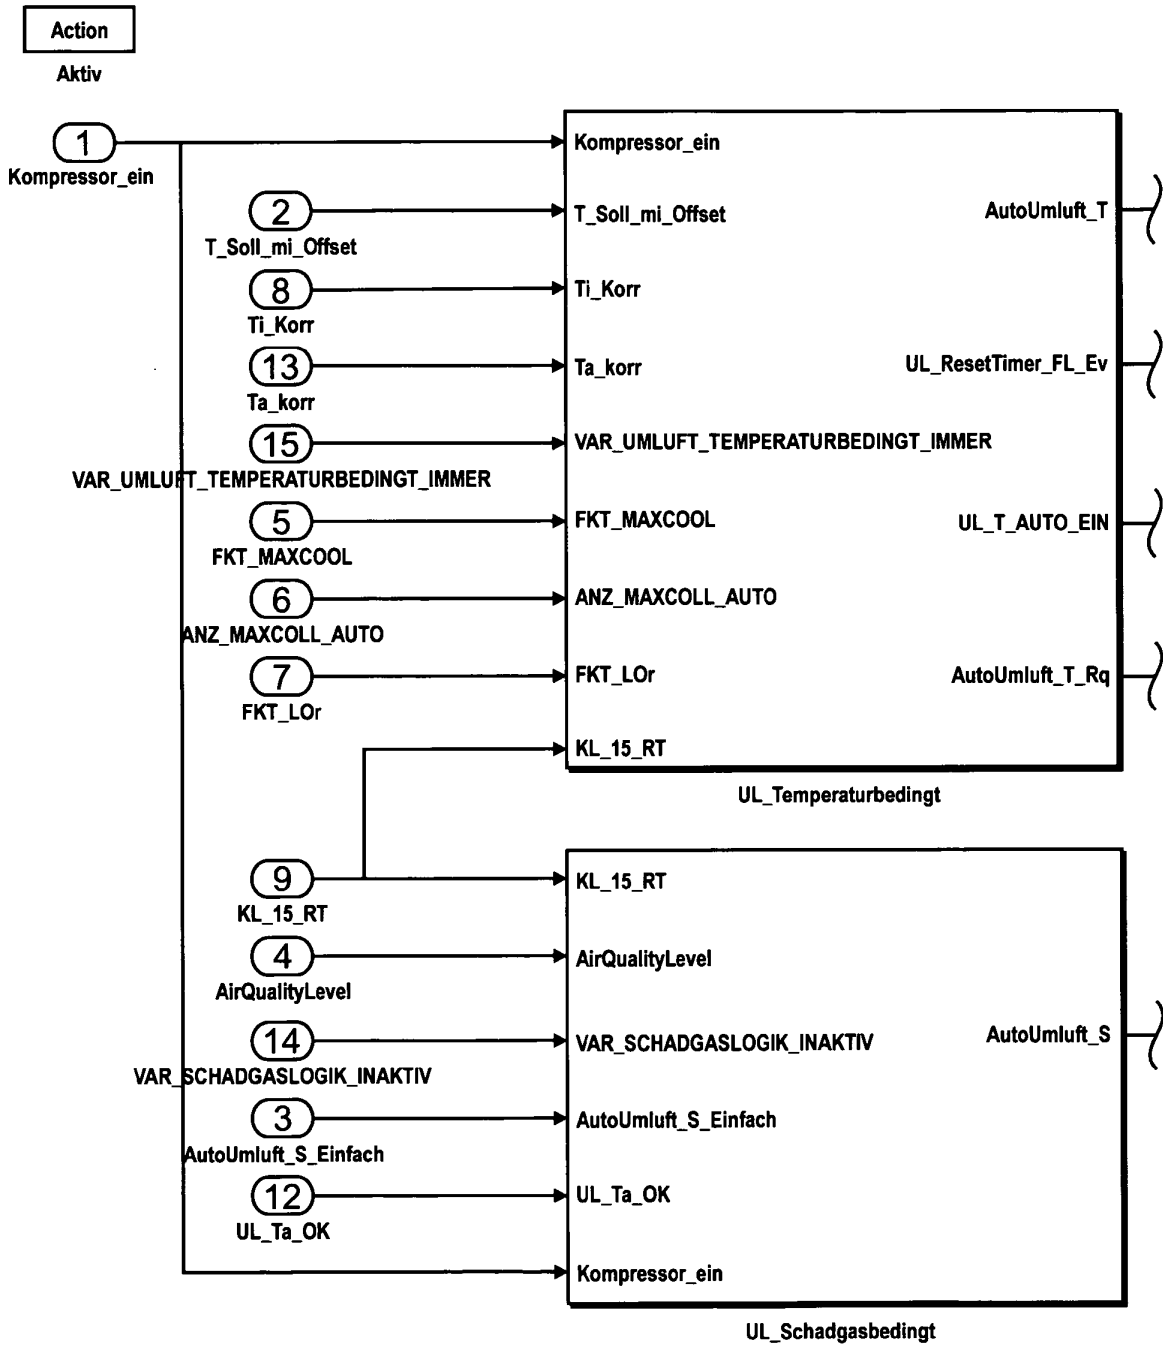 Action
Aktiv
1
Kompressor_ein
Kompressor_ein
2
T_Soll_mi_Offset
T_Soll_mi_Offset
AutoUmluft_T
8
Ti_Korr
Ti_Korr
13
Ta_korr
Ta_korr
UL_ResetTimer_FL_Ev
15
VAR_UMLUFT_TEMPERATURBEDINGT_IMMER
VAR_UMLUFT_TEMPERATURBEDINGT_IMMER
5
FKT_MAXCOOL
FKT_MAXCOOL
UL_T_AUTO_EIN
6
ANZ_MAXCOLL_AUTO
ANZ_MAXCOLL_AUTO
7
FKT_LOr
FKT_LOr
AutoUmluft_T_Rq
KL_15_RT
UL_Temperaturbedingt
9
KL_15_RT
KL_15_RT
4
AirQualityLevel
AirQualityLevel
14
VAR_SCHADGASLOGIK_INAKTIV
VAR_SCHADGASLOGIK_INAKTIV
AutoUmluft_S
3
AutoUmluft_S_Einfach
AutoUmluft_S_Einfach
12
UL_Ta_OK
UL_Ta_OK
Kompressor_ein
UL_Schadgasbedingt